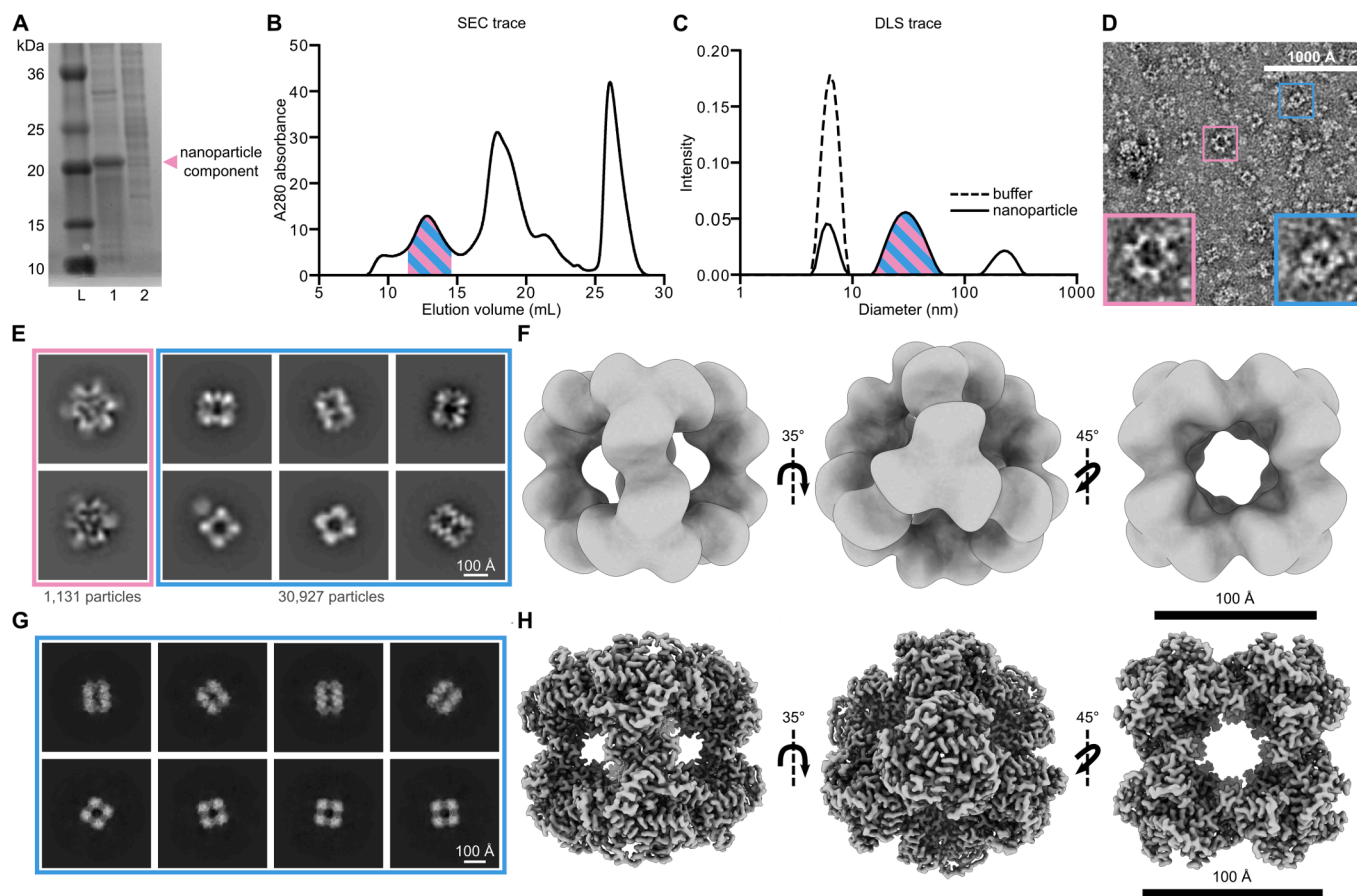 A
kDa
36
25
20
15
10
L 1 2
nanoparticle
component
B
SEC trace
A280 absorbance
50
40
30
20
10
0
5 10 15 20 25 30
Elution volume (mL)
C
DLS trace
Intensity
0.20
0.15
0.10
0.05
0.00
buffer
nanoparticle
1 10 100 1000
Diameter (nm)
D
1000 Å
E
100 Å
1,131 particles
30,927 particles
F
35°
45°
100 Å
G
100 Å
H
35°
45°
100 Å